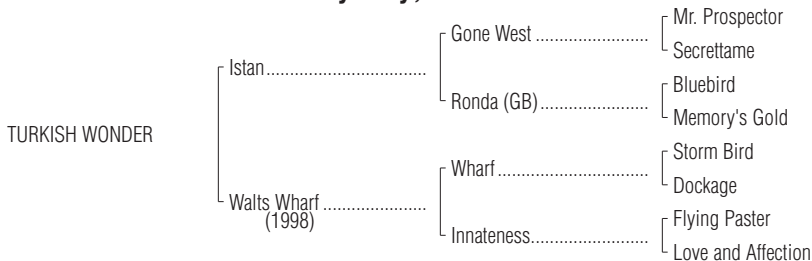 Mr. Prospector
Gone West ..............................
Secrettame
Istan.................................
Bluebird
Ronda (GB)............................
Memory's Gold
TURKISH WONDER
Storm Bird
Wharf ......................................
Dockage
Walts Wharf .....................
(1998)
Flying Paster
Innateness..............................
Love and Affection